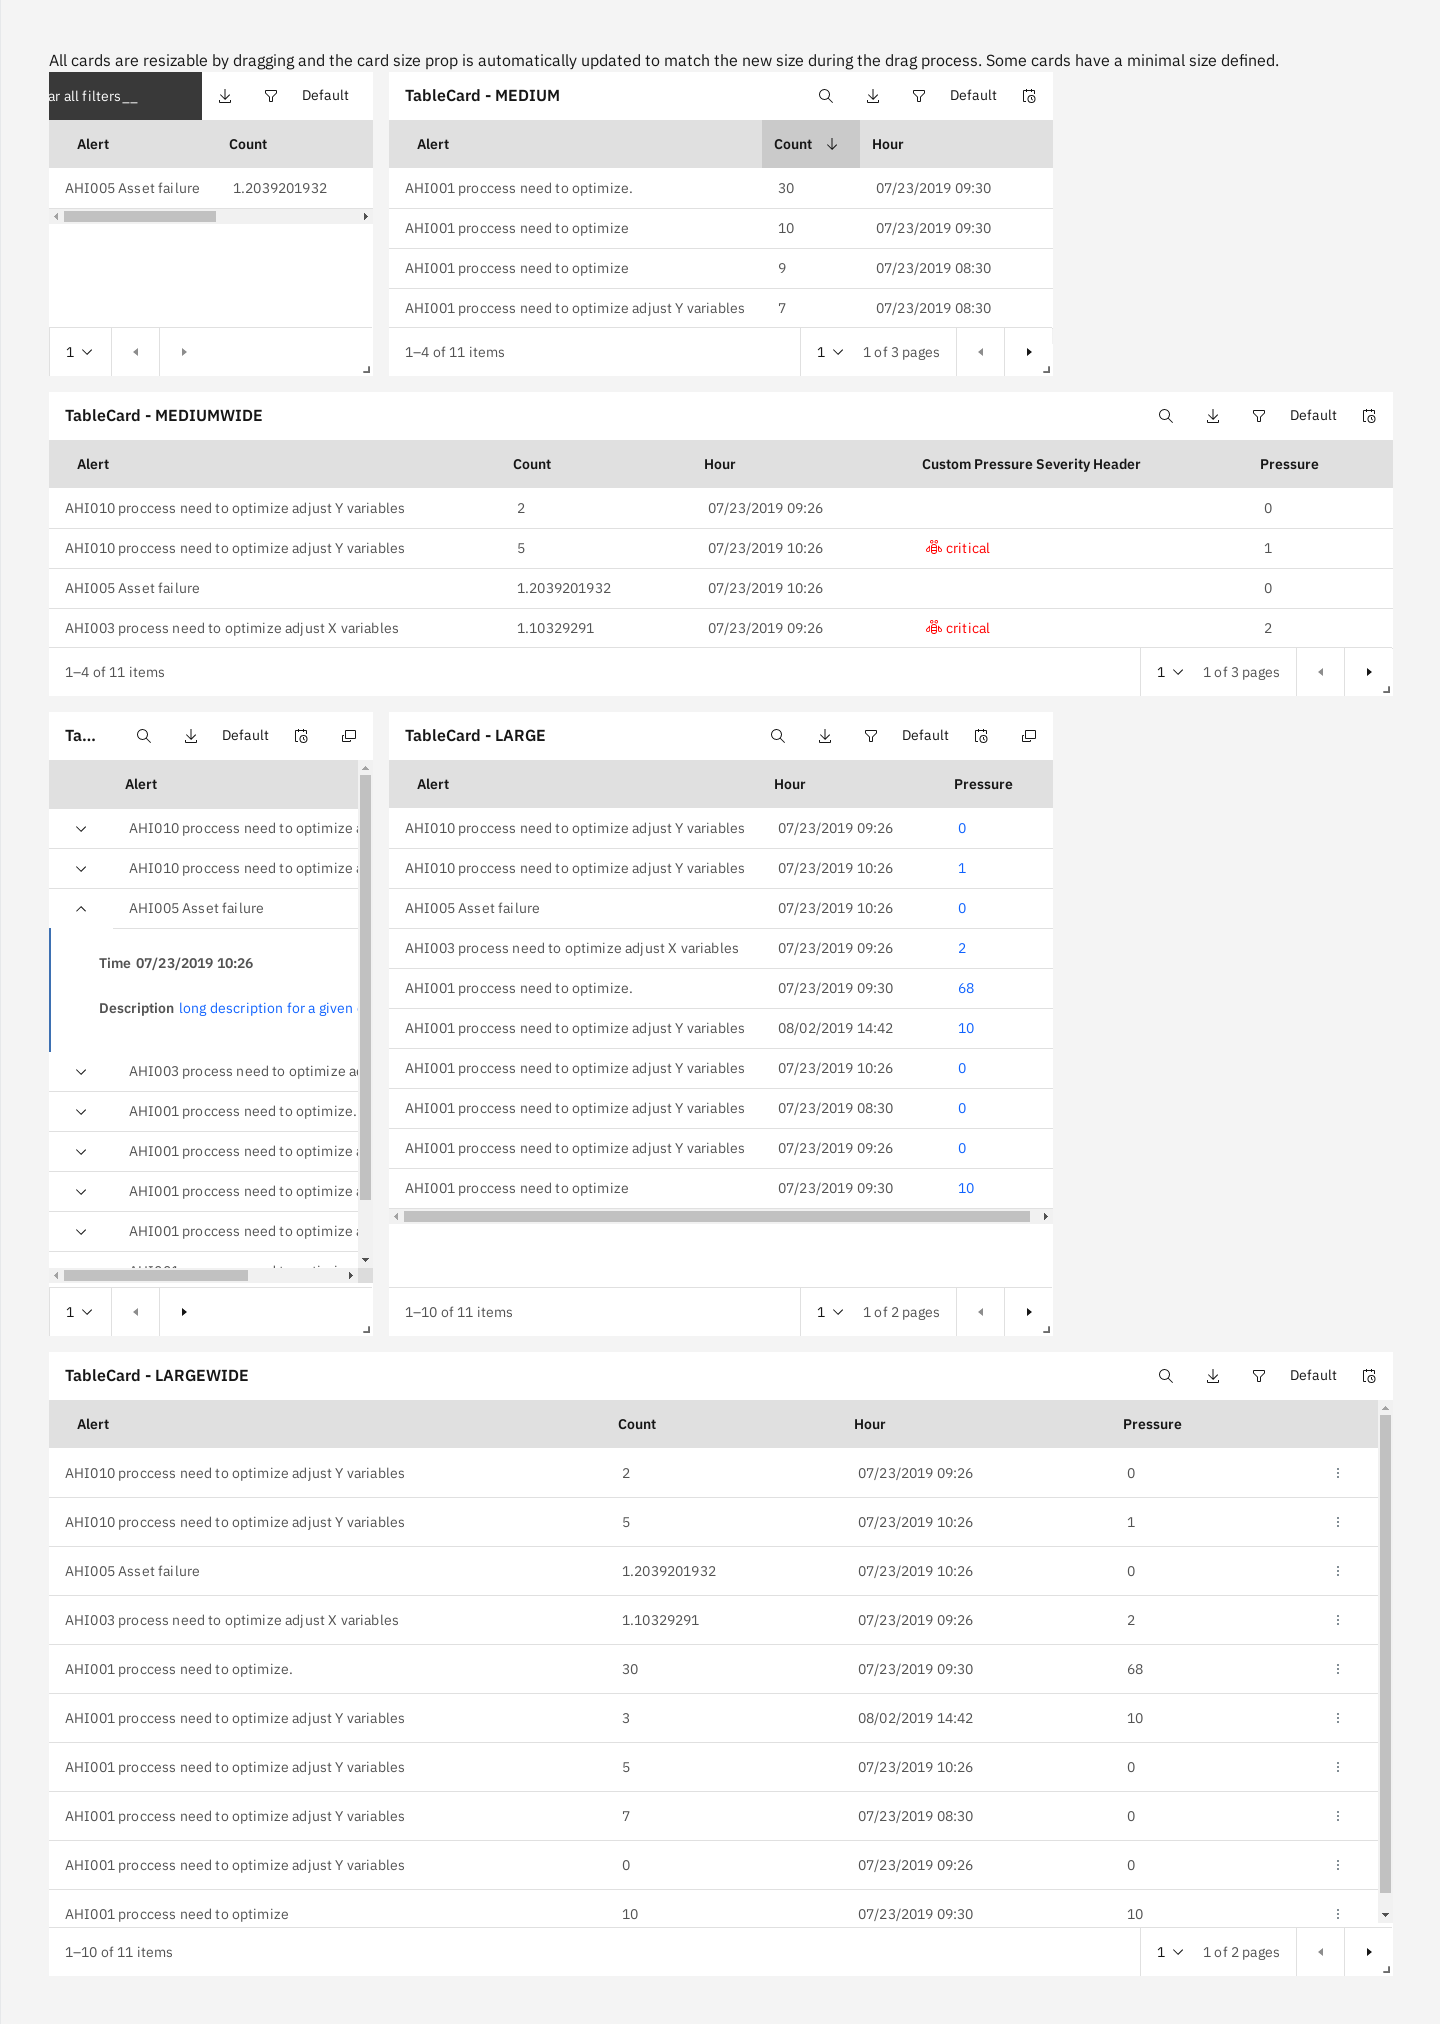 All cards are resizable by dragging and the card size prop is automatically updated to match the new size during the drag process. Some cards have a minimal size defined.
ar all filters__ Default
Alert Count
AHI005 Asset failure 1.2039201932
1
TableCard - MEDIUM Default
Alert Count Hour
AHI001 proccess need to optimize. 30 07/23/2019 09:30
AHI001 proccess need to optimize 10 07/23/2019 09:30
AHI001 proccess need to optimize 9 07/23/2019 08:30
AHI001 proccess need to optimize adjust Y variables 7 07/23/2019 08:30
1–4 of 11 items 1 1 of 3 pages
TableCard - MEDIUMWIDE Default
Alert Count Hour Custom Pressure Severity Header Pressure
AHI010 proccess need to optimize adjust Y variables 2 07/23/2019 09:26 0
AHI010 proccess need to optimize adjust Y variables 5 07/23/2019 10:26 critical 1
AHI005 Asset failure 1.2039201932 07/23/2019 10:26 0
AHI003 process need to optimize adjust X variables 1.10329291 07/23/2019 09:26 critical 2
1–4 of 11 items 1 1 of 3 pages
Ta... Default
Alert
AHI010 proccess need to optimize
AHI010 proccess need to optimize
AHI005 Asset failure
Time 07/23/2019 10:26
Description long description for a given
AHI003 process need to optimize
AHI001 proccess need to optimize.
AHI001 proccess need to optimize
AHI001 proccess need to optimize
AHI001 proccess need to optimize
1
TableCard - LARGE Default
Alert Hour Pressure
AHI010 proccess need to optimize adjust Y variables 07/23/2019 09:26 0
AHI010 proccess need to optimize adjust Y variables 07/23/2019 10:26 1
AHI005 Asset failure 07/23/2019 10:26 0
AHI003 process need to optimize adjust X variables 07/23/2019 09:26 2
AHI001 proccess need to optimize. 07/23/2019 09:30 68
AHI001 proccess need to optimize adjust Y variables 08/02/2019 14:42 10
AHI001 proccess need to optimize adjust Y variables 07/23/2019 10:26 0
AHI001 proccess need to optimize adjust Y variables 07/23/2019 08:30 0
AHI001 proccess need to optimize adjust Y variables 07/23/2019 09:26 0
AHI001 proccess need to optimize 07/23/2019 09:30 10
1–10 of 11 items 1 1 of 2 pages
TableCard - LARGEWIDE Default
Alert Count Hour Pressure
AHI010 proccess need to optimize adjust Y variables 2 07/23/2019 09:26 0
AHI010 proccess need to optimize adjust Y variables 5 07/23/2019 10:26 1
AHI005 Asset failure 1.2039201932 07/23/2019 10:26 0
AHI003 process need to optimize adjust X variables 1.10329291 07/23/2019 09:26 2
AHI001 proccess need to optimize. 30 07/23/2019 09:30 68
AHI001 proccess need to optimize adjust Y variables 3 08/02/2019 14:42 10
AHI001 proccess need to optimize adjust Y variables 5 07/23/2019 10:26 0
AHI001 proccess need to optimize adjust Y variables 7 07/23/2019 08:30 0
AHI001 proccess need to optimize adjust Y variables 0 07/23/2019 09:26 0
AHI001 proccess need to optimize 10 07/23/2019 09:30 10
1–10 of 11 items 1 1 of 2 pages